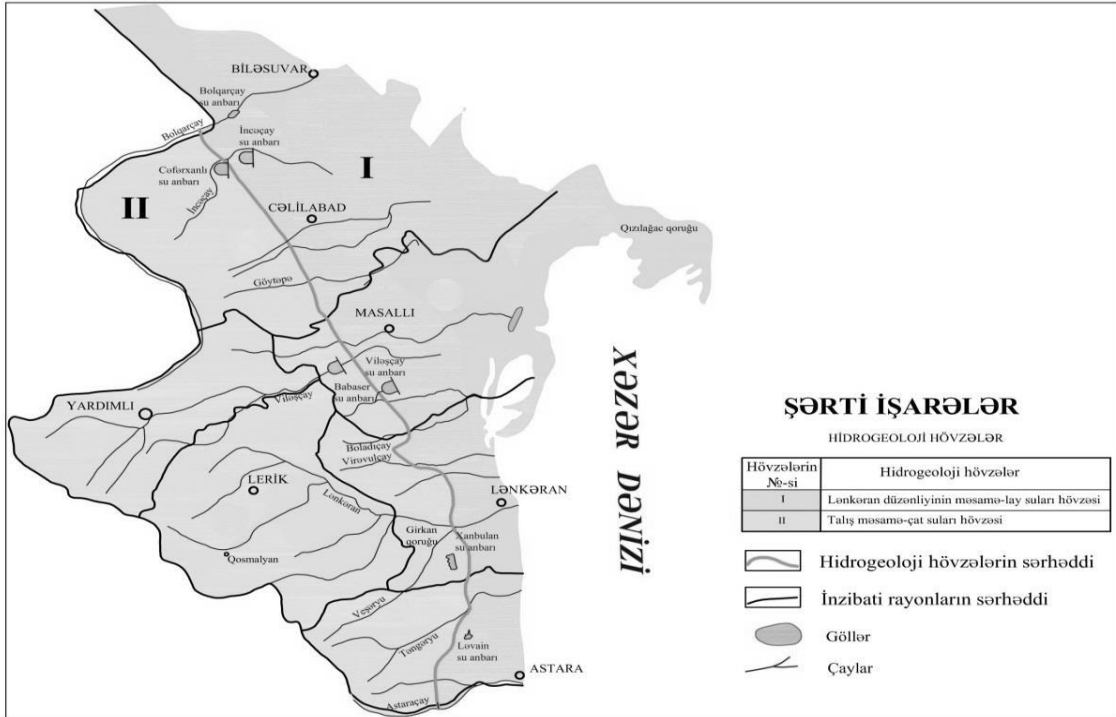 BİLƏSUVAR
Bolqarçay
su anbarı
Bolqarçay
İncəçay
su anbarı
Cəfərxanlı
su anbarı
I
II
İncəçay
CƏLİLABAD
Qızılağac qoruğu
Göytəpə
MASALLI
Viləşçay
su anbarı
Babaser
su anbarı
Viləşçay
YARDIMLI
Boladıçay
Virəvulçay
LERİK
Lənkəran
LƏNKƏRAN
Girkan
qoruğu
Xanbulan
su anbarı
Qosmalyan
Veşəryu
Təngəryu
Ləvain
su anbarı
ASTARA
Astaraçay
XƏZƏR DƏNİZİ
ŞƏRTİ İŞARƏLƏR
HİDROGEOLOJİ HÖVZƏLƏR
Hövzələrin
№-si
Hidrogeoloji hövzələr
I
Lənkəran düzənliyinin məsamə-lay suları hövzəsi
II
Talış məsamə-çat suları hövzəsi
Hidrogeoloji hövzələrin sərhəddi
İnzibati rayonların sərhəddi
Göllər
Çaylar